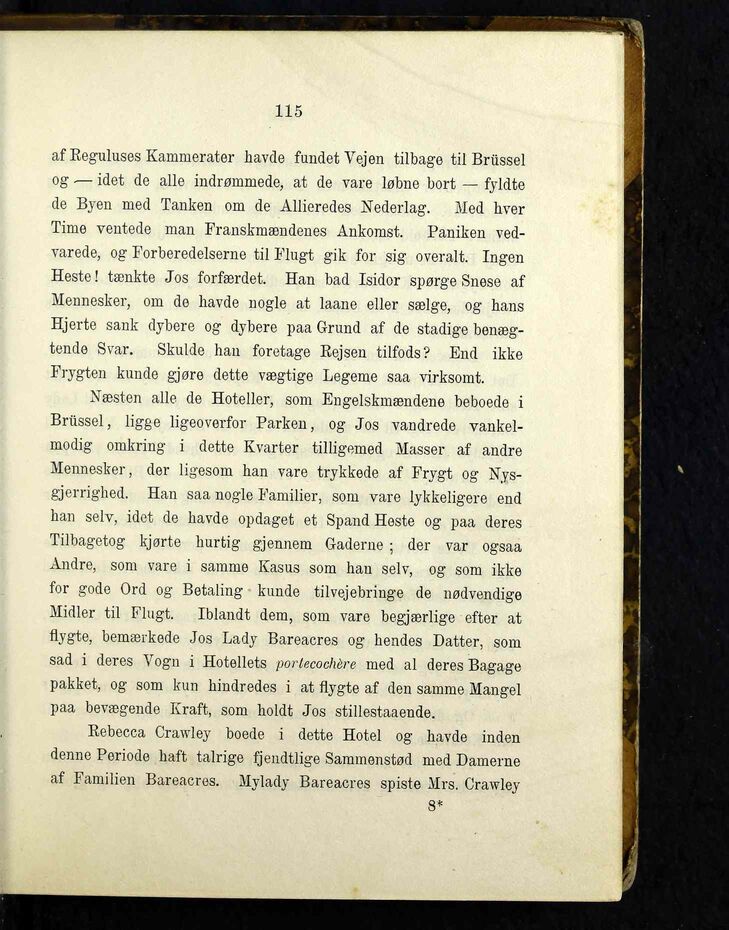 115
af Reguluses Kammerater havde fundet Vejen tilbage til Brüssel
og — idet de alle indrømmede, at de vare løbne bort — fyldte
de Byen med Tanken om de Allieredes Nederlag. Med hver
Time ventede man Franskmændenes Ankomst. Paniken ved-
varede, og Forberedelserne til Flugt gik for sig overalt. Ingen
Heste! tænkte Jos forfærdet. Han bad Isidor spørge Snese af
Mennesker, om de havde nogle at laane eller sælge, og hans
Hjerte sank dybere og dybere paa Grund af de stadige benæg-
tende Svar. Skulde han foretage Rejsen tilfods? End ikke
Frygten kunde gjøre dette vægtige Legeme saa virksomt.
Næsten alle de Hoteller, som Engelskmændene beboede i
Brüssel, ligge ligeoverfor Parken, og Jos vandrede vankel-
modig omkring i dette Kvarter tilligemed Masser af andre
Mennesker, der ligesom han vare trykkede af Frygt og Nys-
gjerrighed. Han saa nogle Familier, som vare lykkeligere end
han selv, idet de havde opdaget et Spand Heste og paa deres
Tilbagetog kjørte hurtig gjennem Gaderne; der var ogsaa
Andre, som vare i samme Kasus som han selv, og som ikke
for gode Ord og Betaling kunde tilvejebringe de nødvendige
Midler til Flugt. Iblandt dem, som vare begjærlige efter at
flygte, bemærkede Jos Lady Bareacres og hendes Datter, som
sad i deres Vogn i Hotellets portecochère med al deres Bagage
pakket, og som kun hindredes i at flygte af den samme Mangel
paa bevægende Kraft, som holdt Jos stillestaaende.
Rebecca Crawley boede i dette Hotel og havde inden
denne Periode haft talrige fjendtlige Sammenstød med Damerne
af Familien Bareacres. Mylady Bareacres spiste Mrs. Crawley
8*